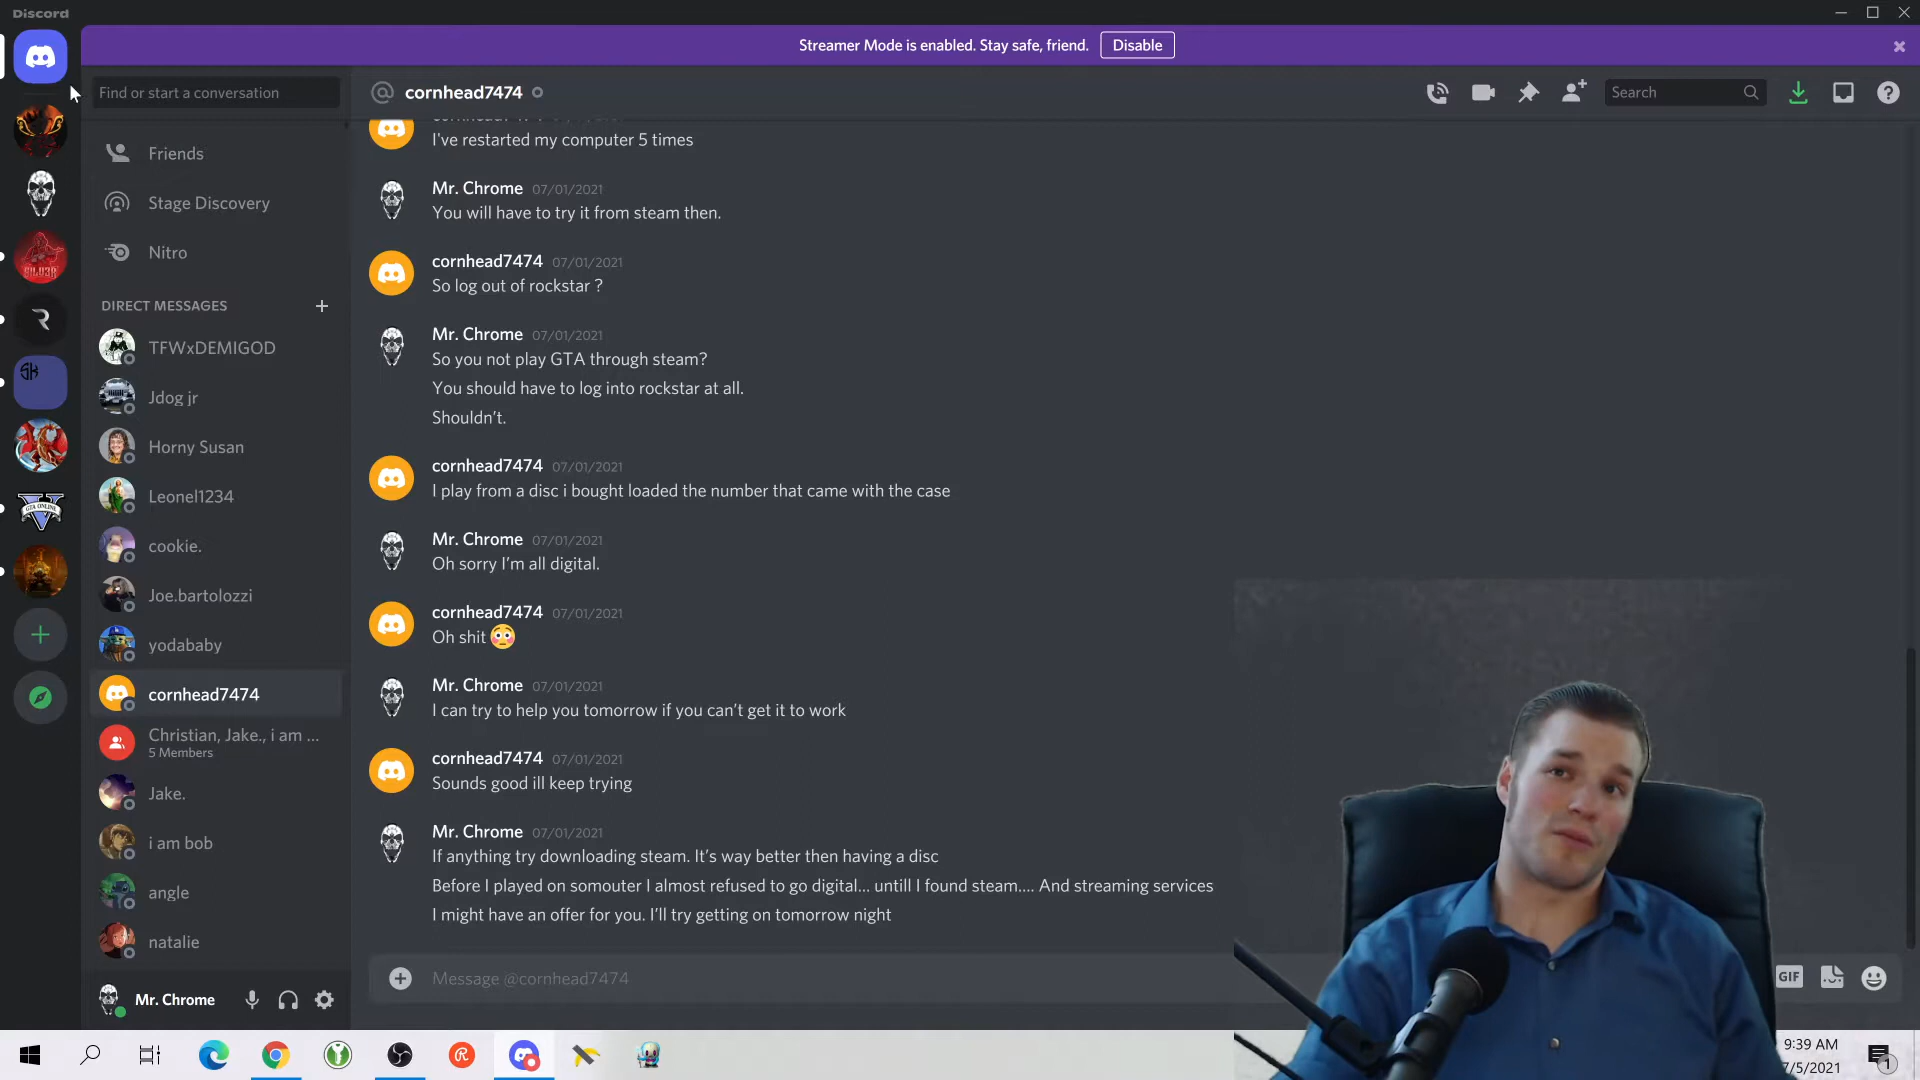 Discord
Streamer Mode is enabled. Stay safe, friend.
Disable
Find or start a conversation
cornhead7474
Search
Friends
Stage Discovery
Nitro
DIRECT MESSAGES
TFWxDEMIGOD
Jdog jr
Horny Susan
Leonel1234
cookie.
Joe.bartolozzi
yodababy
cornhead7474
Christian, Jake., i am ...
5 Members
Jake.
i am bob
angle
natalie
Mr. Chrome
I've restarted my computer 5 times
Mr. Chrome 07/01/2021
You will have to try it from steam then.
cornhead7474 07/01/2021
So log out of rockstar ?
Mr. Chrome 07/01/2021
So you not play GTA through steam?
You should have to log into rockstar at all.
Shouldn't.
cornhead7474 07/01/2021
I play from a disc i bought loaded the number that came with the case
Mr. Chrome 07/01/2021
Oh sorry I'm all digital.
cornhead7474 07/01/2021
Oh shit 😳
Mr. Chrome 07/01/2021
I can try to help you tomorrow if you can't get it to work
cornhead7474 07/01/2021
Sounds good ill keep trying
Mr. Chrome 07/01/2021
If anything try downloading steam. It's way better then having a disc
Before I played on somouter I almost refused to go digital... untill I found steam.... And streaming services
I might have an offer for you. I'll try getting on tomorrow night
Message @cornhead7474
GIF
9:39 AM
7/5/2021
1